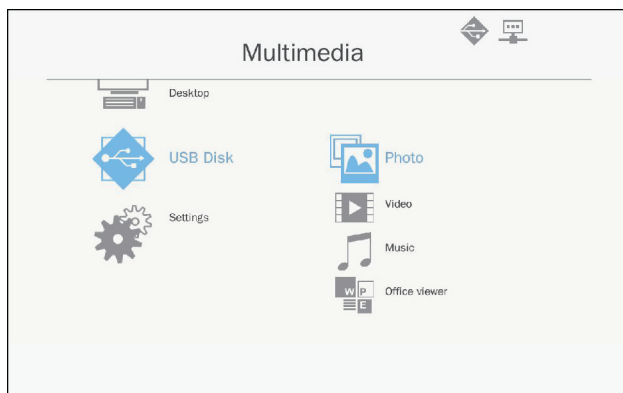 Multimedia
Desktop
USB Disk
Photo
Settings
Video
Music
W P
E
Office viewer